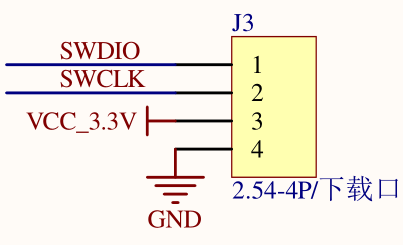 J3
SWDIO
1
SWCLK
2
VCC_3.3V
3
4
2.54-4P/下载口
GND